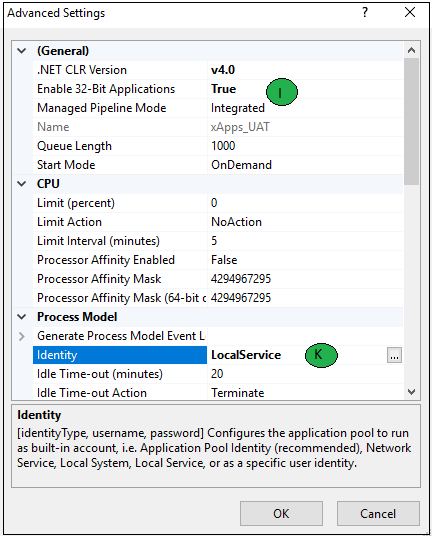 Advanced Settings ? ×
(General)
.NET CLR Version v4.0
Enable 32-Bit Applications True
I
Managed Pipeline Mode Integrated
Name xApps_UAT
Queue Length 1000
Start Mode OnDemand
CPU
Limit (percent) 0
Limit Action NoAction
Limit Interval (minutes) 5
Processor Affinity Enabled False
Processor Affinity Mask 4294967295
Processor Affinity Mask (64-bit o 4294967295
Process Model
Generate Process Model Event L
Identity LocalService K ...
Idle Time-out (minutes) 20
Idle Time-out Action Terminate
Identity
[identityType, username, password] Configures the application pool to run
as built-in account, i.e. Application Pool Identity (recommended), Network
Service, Local System, Local Service, or as a specific user identity.
OK Cancel